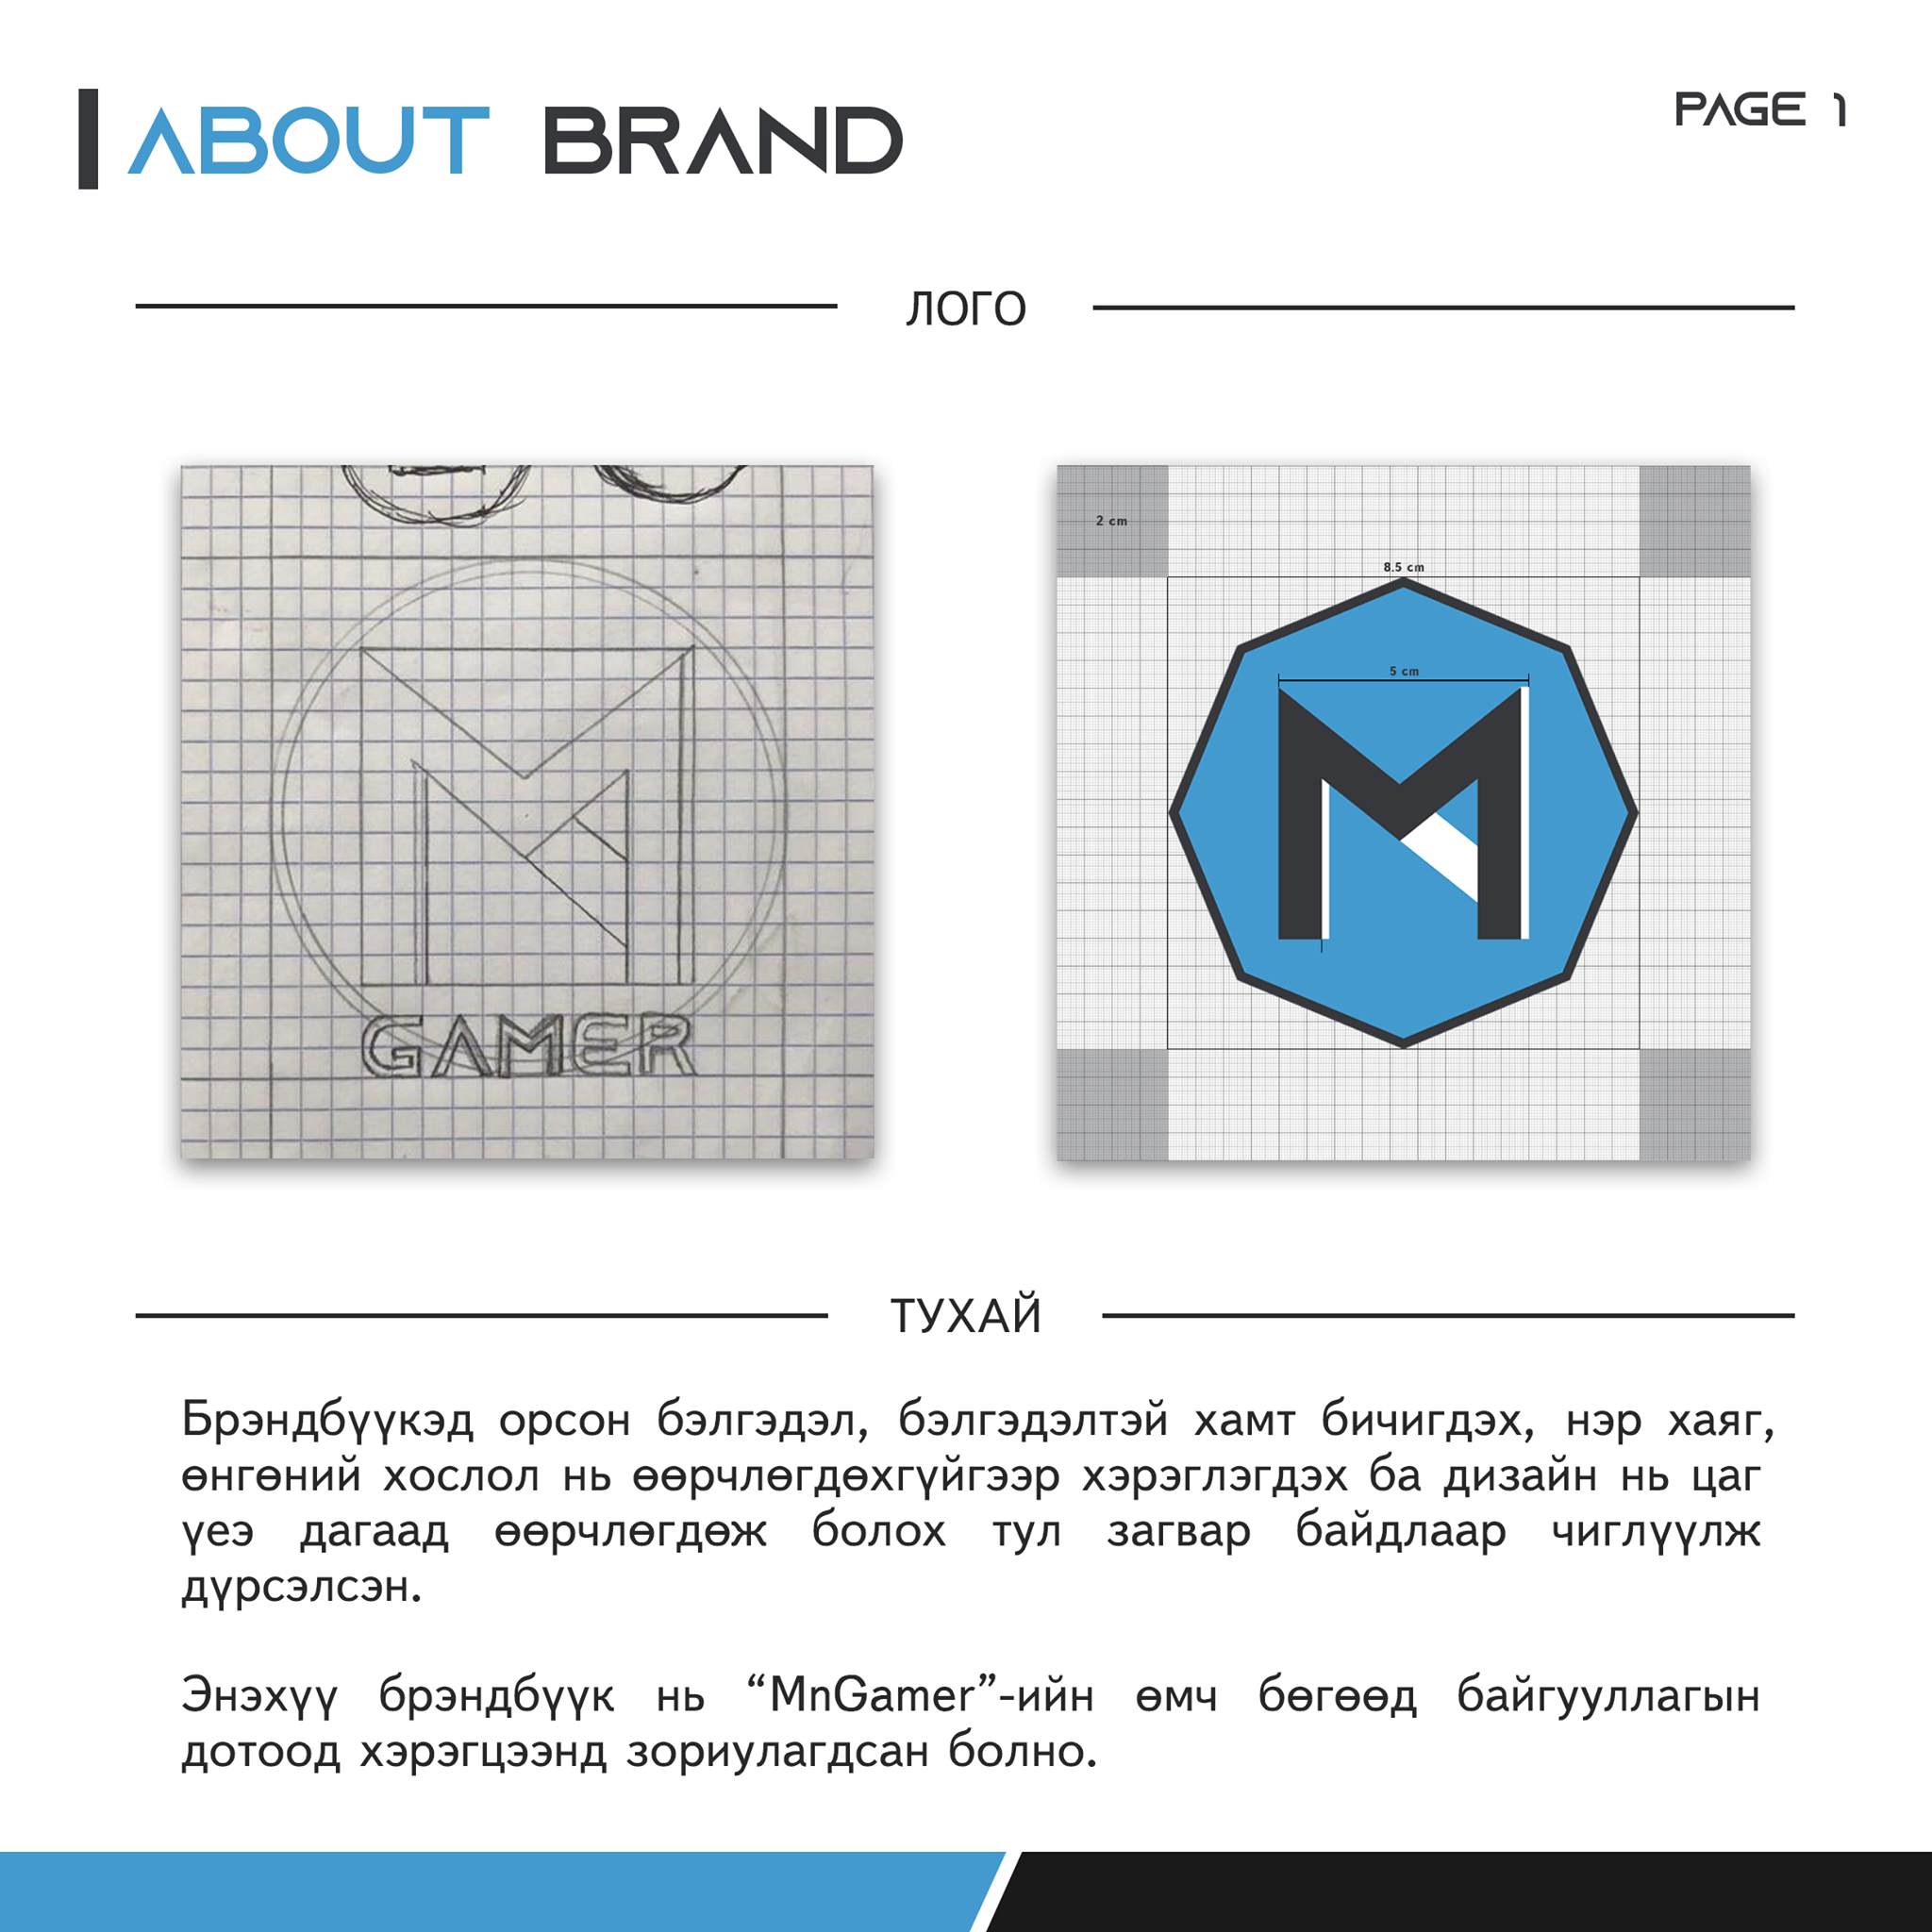 ABOUT BRAND
PAGE 1
ЛОГО
GAMER
2 cm
8.5 cm
5 cm
M
ТУХАЙ
Брэндбүүкэд орсон бэлгэдэл, бэлгэдэлтэй хамт бичигдэх, нэр хаяг,
өнгөний хослол нь өөрчлөгдөхгүйгээр хэрэглэгдэх ба дизайн нь цаг
үеэ дагаад өөрчлөгдөж болох тул загвар байдлаар чиглүүлж
дүрсэлсэн.
Энэхүү брэндбүүк нь “MnGamer”-ийн өмч бөгөөд байгууллагын
дотоод хэрэгцээнд зориулагдсан болно.